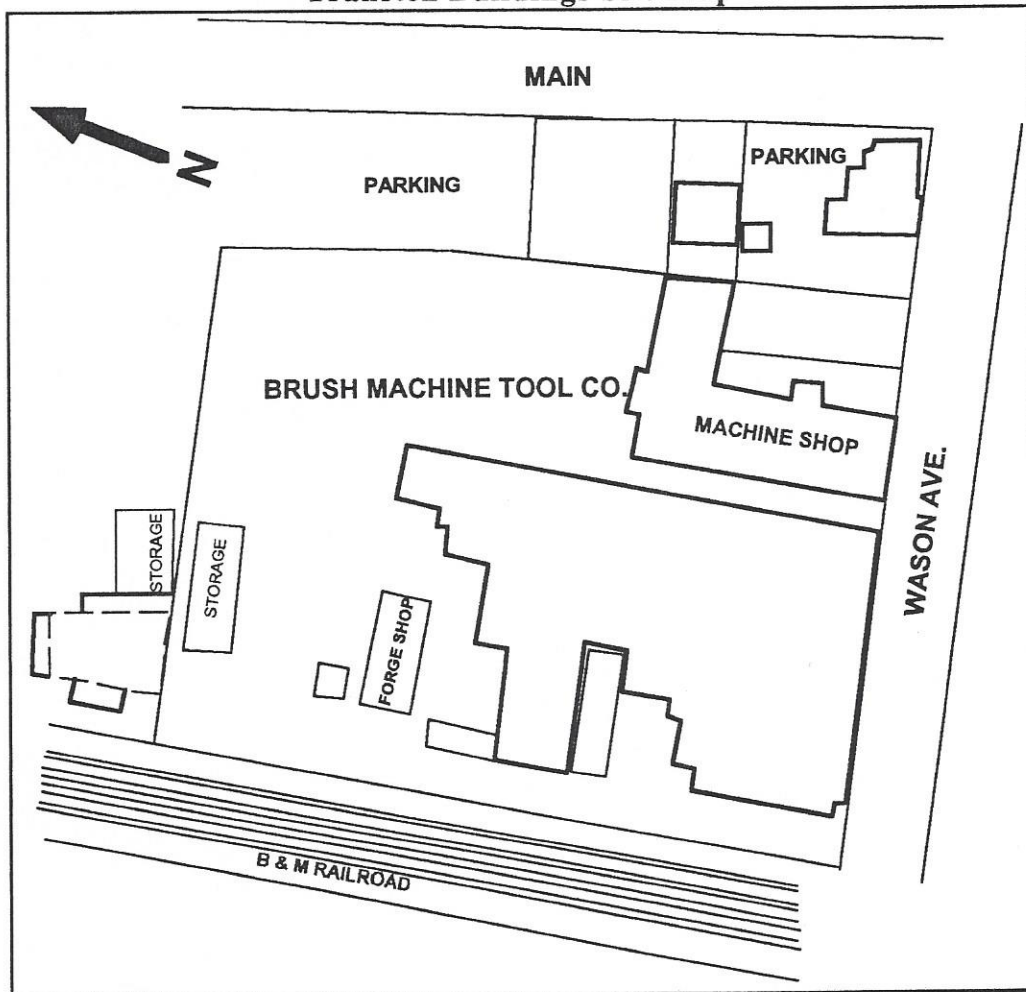 MAIN
N
PARKING
PARKING
BRUSH MACHINE TOOL CO.
MACHINE SHOP
WASON AVE.
STORAGE
STORAGE
FORGE SHOP
B & M RAILROAD